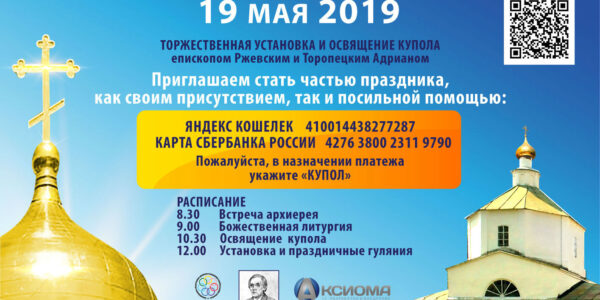 19 МАЯ 2019
ТОРЖЕСТВЕННАЯ УСТАНОВКА И ОСВЯЩЕНИЕ КУПОЛА
епископом Ржевским и Торопецким Адрианом
Приглашаем стать частью праздника,
как своим присутствием, так и посильной помощью:
ЯНДЕКС КОШЕЛЕК 410014438277287
КАРТА СБЕРБАНКА РОССИИ 4276 3800 2311 9790
Пожалуйста, в назначении платежа
укажите «КУПОЛ»
РАСПИСАНИЕ
8.30 Встреча архиерея
9.00 Божественная литургия
10.30 Освящение купола
12.00 Установка и праздничные гуляния
АКСИОМА